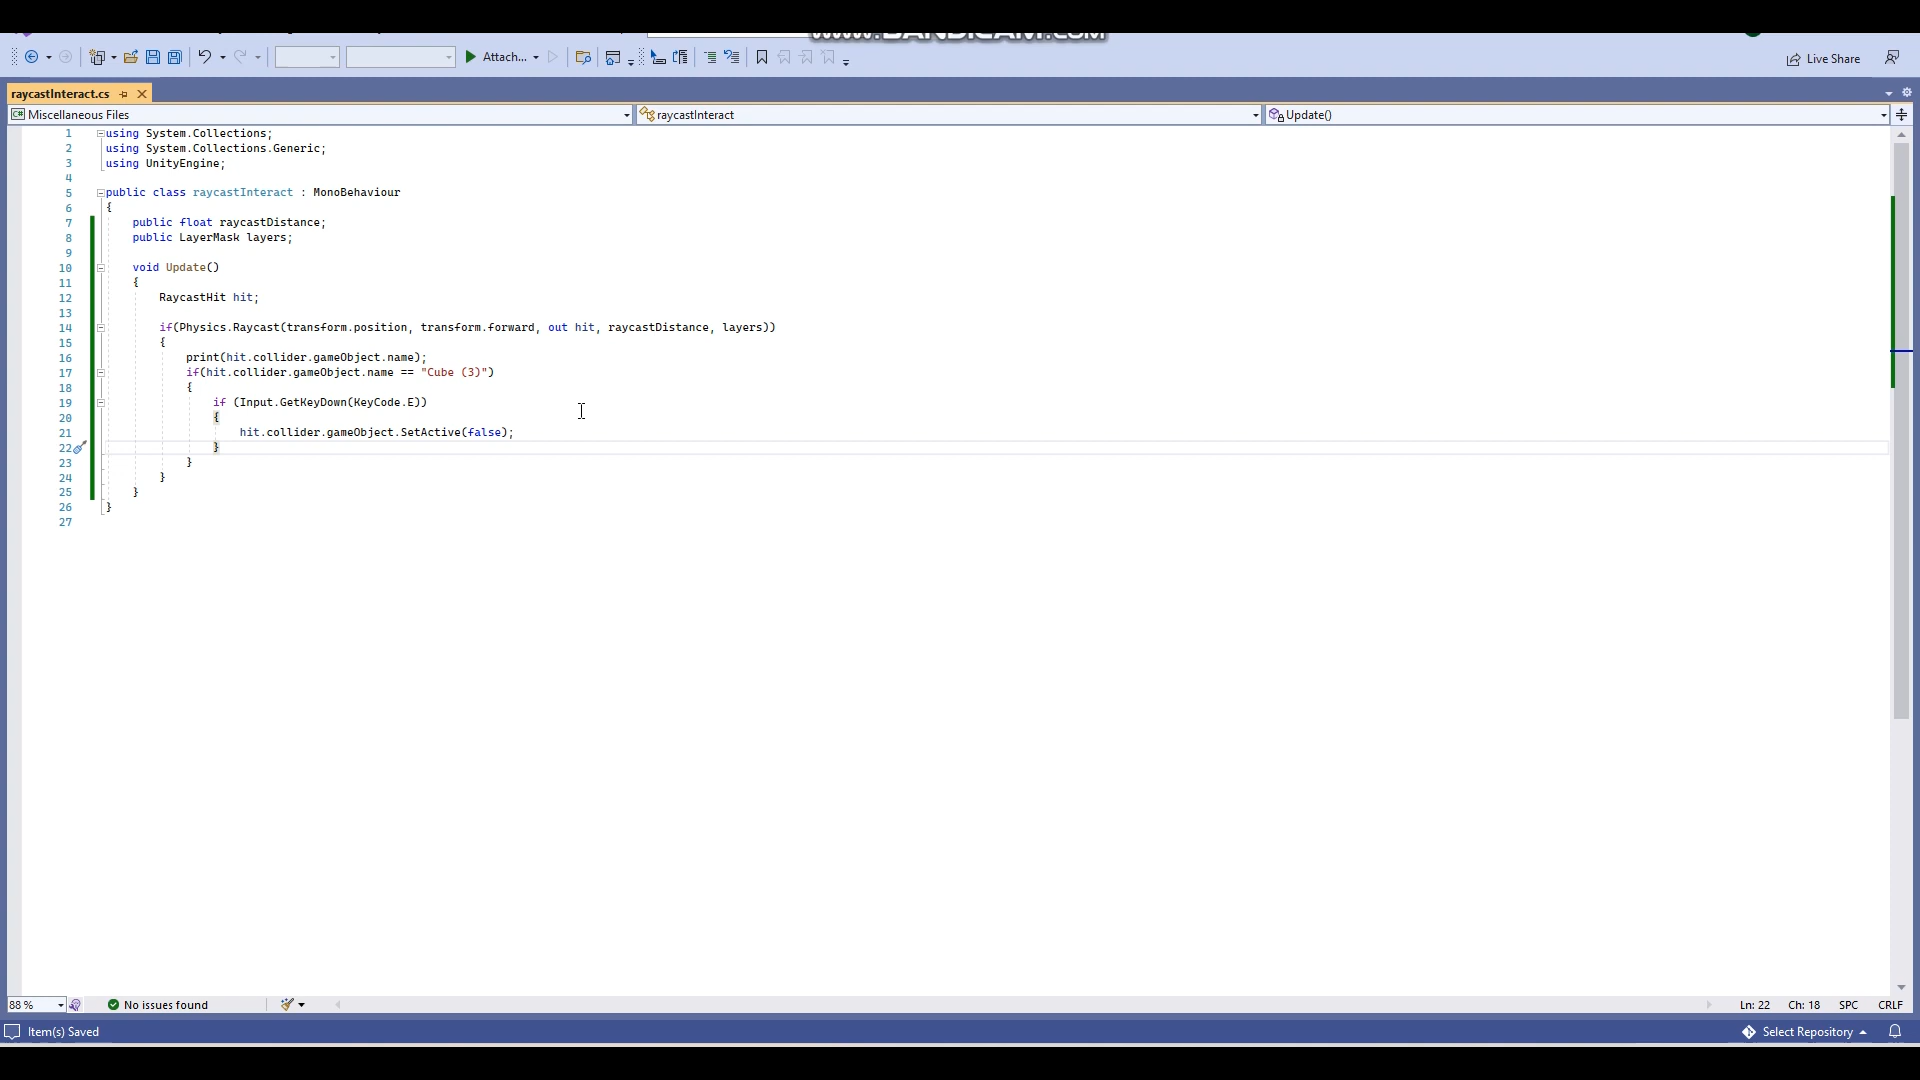 www.BANDICAM.com
Attach...
Live Share
raycastInteract.cs
C# Miscellaneous Files
raycastInteract
Update()
1 using System.Collections;
2 using System.Collections.Generic;
3 using UnityEngine;
4
5 public class raycastInteract : MonoBehaviour
6 {
7 public float raycastDistance;
8 public LayerMask layers;
9
10 void Update()
11 {
12 RaycastHit hit;
13
14 if(Physics.Raycast(transform.position, transform.forward, out hit, raycastDistance, layers))
15 {
16 print(hit.collider.gameObject.name);
17 if(hit.collider.gameObject.name == "Cube (3)")
18 {
19 if (Input.GetKeyDown(KeyCode.E))
20 {
21 hit.collider.gameObject.SetActive(false);
22 }
23 }
24 }
25 }
26 }
27
88 %
No issues found
Ln: 22 Ch: 18 SPC CRLF
Item(s) Saved
Select Repository